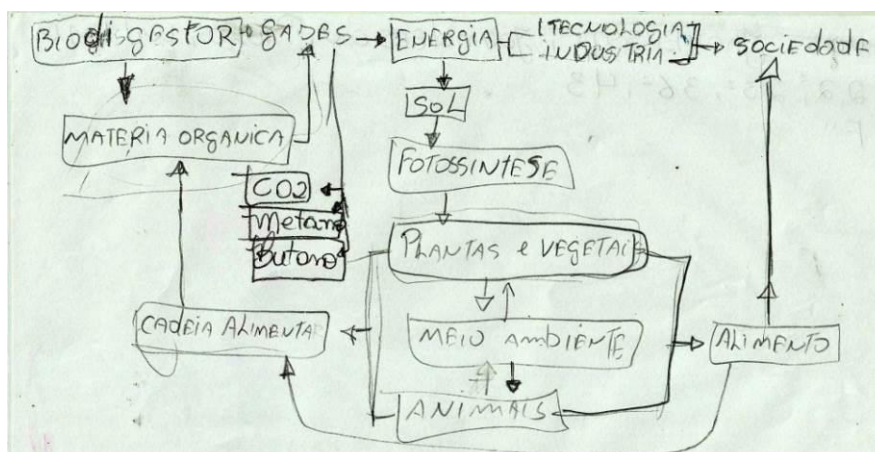 BIODIGESTOR GASES ENERGIA TECNOLOGIA INDUSTRIA SOCIEDADE
SOL
MATERIA ORGANICA
FOTOSSINTESE
CO2
Metano
Butano
PLANTAS e VEGETAIS
CADEIA ALIMENTAR
MEIO AMBIENTE
ALIMENTO
ANIMAIS